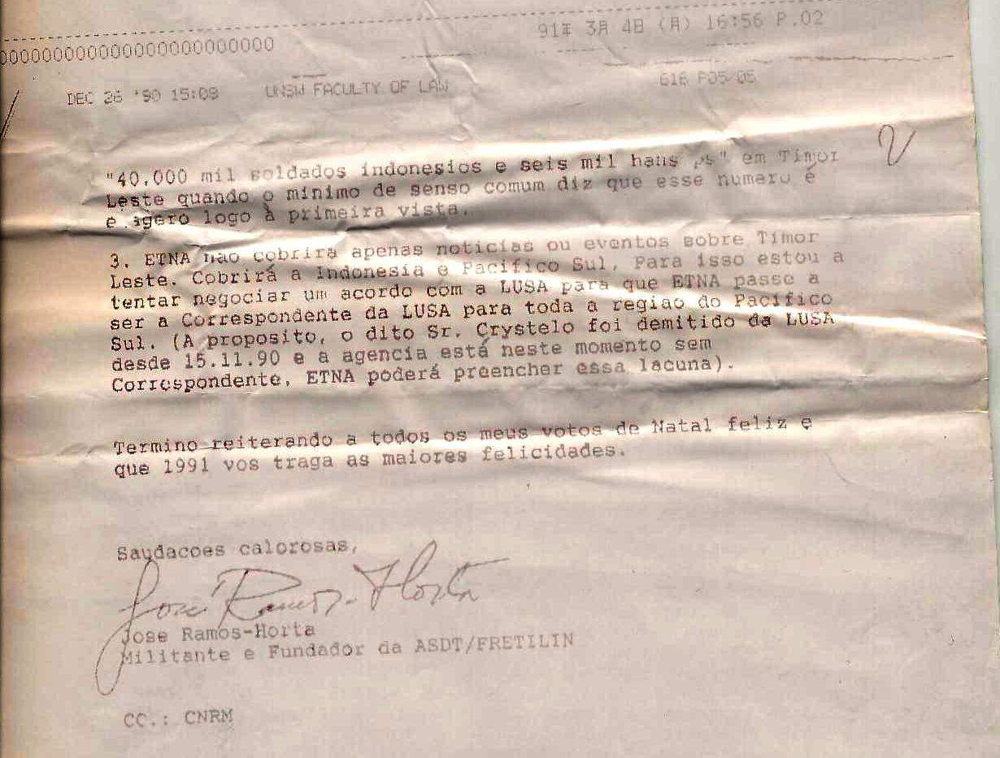 91年 3月 4日 (月) 16:56 P.02
000000000000000000000000
DEC 26 '90 15:09 UNSW FACULTY OF LAW 616 P05/05
"40.000 mil soldados indonesios e seis mil hans em Timor
Leste quando o minimo de senso comum diz que esse numero é
logo à primeira vista.
3. ETNA não cobrira apenas noticias ou eventos sobre Timor
Leste. Cobrirá a Indonesia e Pacifico Sul. Para isso estou a
tentar negociar um acordo com a LUSA para que ETNA passe a
ser a Correspondente da LUSA para toda a regiao do Pacifico
Sul. (A proposito, o dito Sr. Crystelo foi demitido da LUSA
desde 15.11.90 e a agencia está neste momento sem
Correspondente. ETNA poderá preencher essa lacuna).
Termino reiterando a todos os meus votos de Natal feliz e
que 1991 vos traga as maiores felicidades.
Saudacoes calorosas,
Jose Ramos-Horta
Jose Ramos-Horta
Militante e Fundador da ASDT/FRETILIN
CC.: CNRM